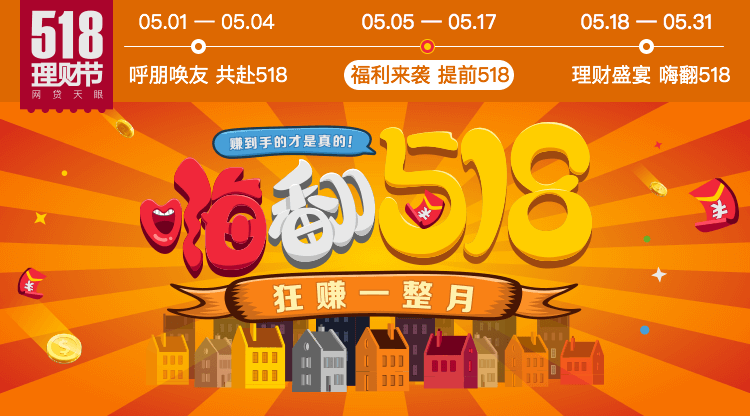 518
理财节
网贷天眼
05.01 — 05.04
呼朋唤友 共赴518
05.05 — 05.17
福利来袭 提前518
05.18 — 05.31
理财盛宴 嗨翻518
赚到手的才是真的!
嗨翻518
狂赚一整月